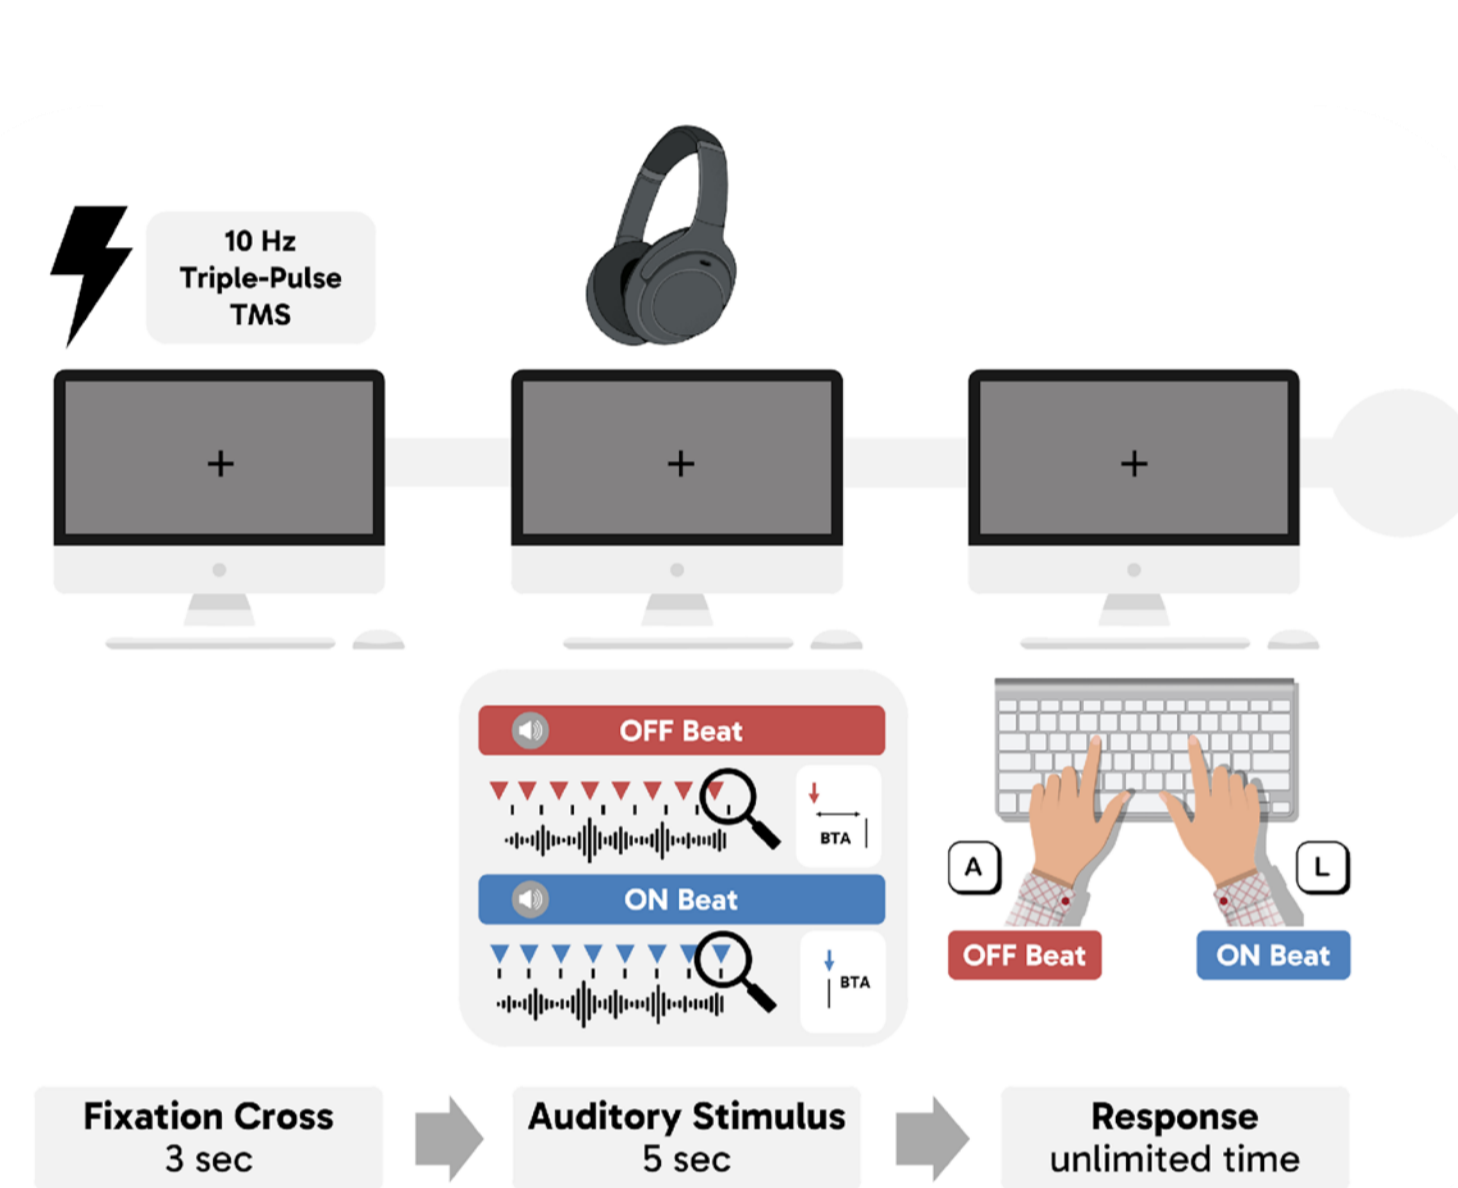 10 Hz
Triple-Pulse
TMS
OFF Beat
BTA
ON Beat
BTA
A
L
OFF Beat
ON Beat
Fixation Cross
3 sec
Auditory Stimulus
5 sec
Response
unlimited time